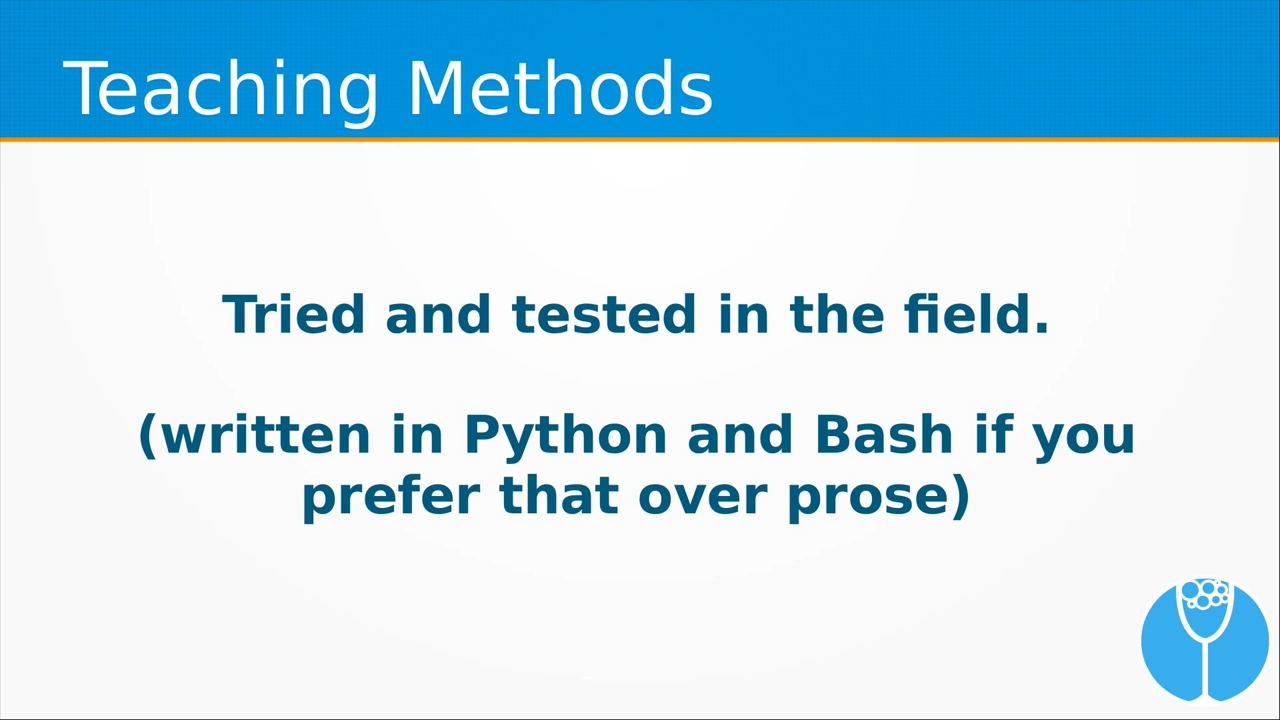 Teaching Methods
Tried and tested in the field.
(written in Python and Bash if you
prefer that over prose)